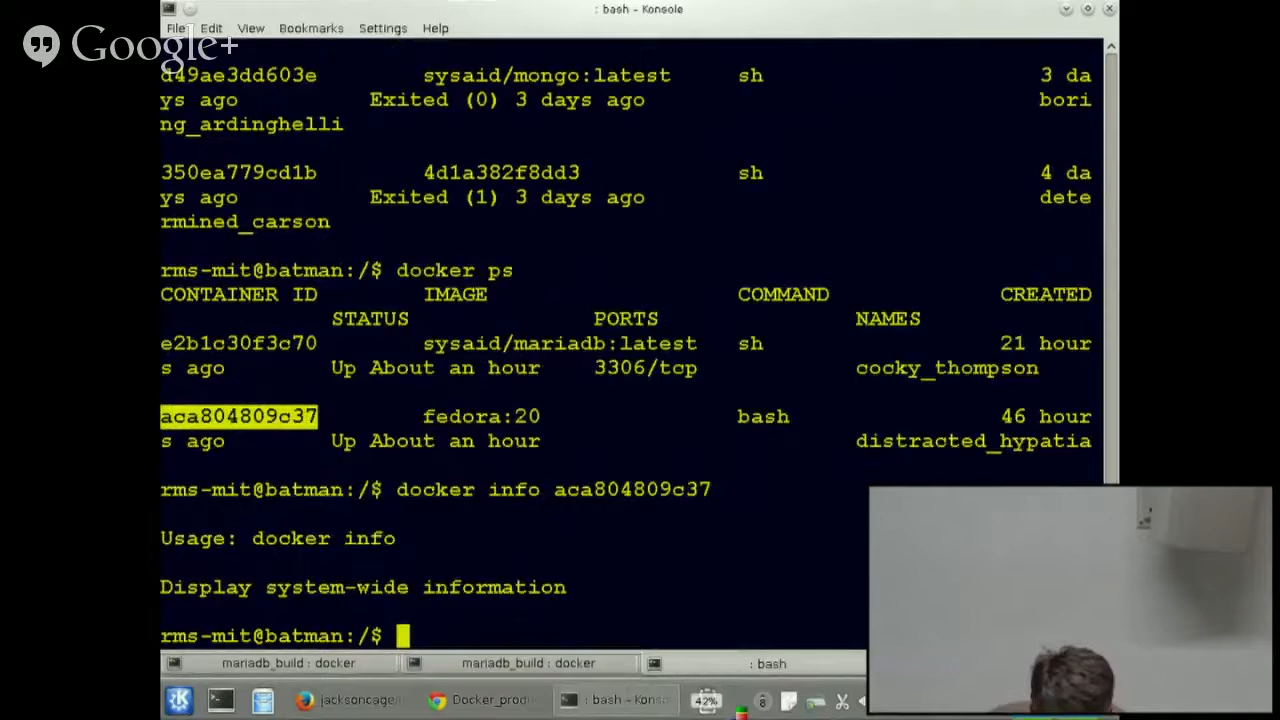 : bash - Konsole
File Edit View Bookmarks Settings Help
Google+
d49ae3dd603e sysaid/mongo:latest sh 3 da
ys ago Exited (0) 3 days ago bori
ng_ardinghelli
350ea779cd1b 4d1a382f8dd3 sh 4 da
ys ago Exited (1) 3 days ago dete
rmined_carson
rms-mit@batman:/$ docker ps
CONTAINER ID IMAGE COMMAND CREATED
STATUS PORTS NAMES
e2b1c30f3c70 sysaid/mariadb:latest sh 21 hour
s ago Up About an hour 3306/tcp cocky_thompson
aca804809c37 fedora:20 bash 46 hour
s ago Up About an hour distracted_hypatia
rms-mit@batman:/$ docker info aca804809c37
Usage: docker info
Display system-wide information
rms-mit@batman:/$
mariadb_build : docker mariadb_build : docker : bash
jacksoncage Docker_prod : bash - Konso 42% 8